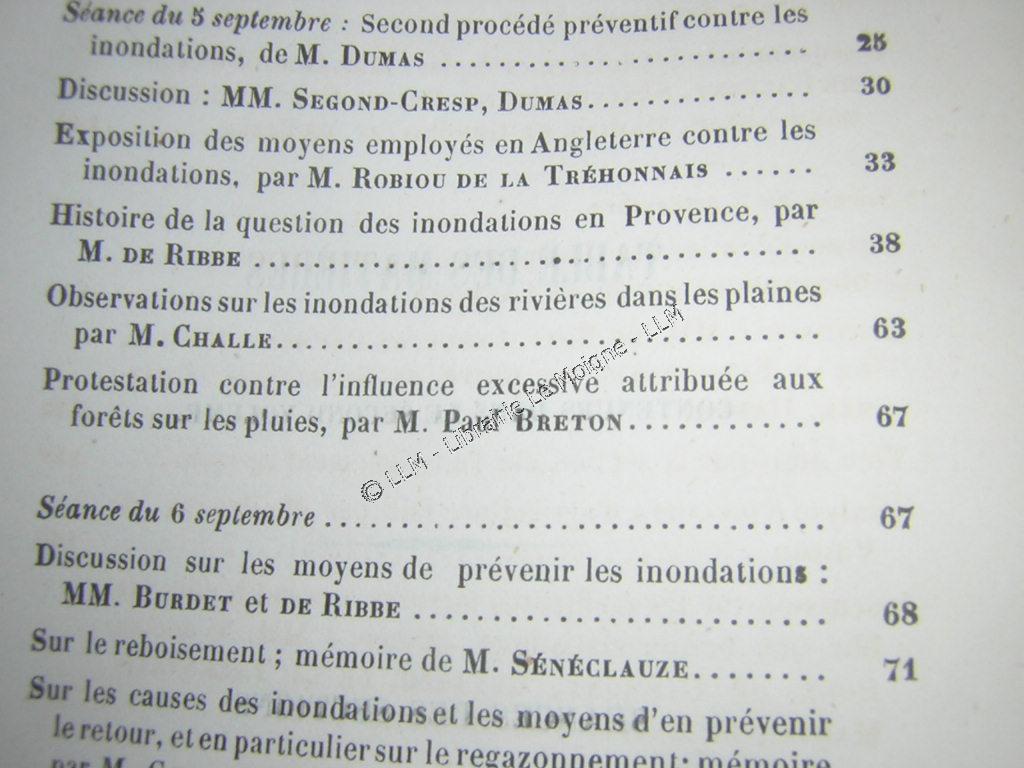 Séance du 5 septembre : Second procédé préventif contre les
inondations, de M. DUMAS .............................. 25
Discussion : MM. SEGOND-CRESP, DUMAS.................. 30
Exposition des moyens employés en Angleterre contre les
inondations, par M. ROBIOU DE LA TRÉHONNAIS ...... 33
Histoire de la question des inondations en Provence, par
M. DE RIBBE .............................. 38
Observations sur les inondations des rivières dans les plaines
par M. CHALLE.............................. 63
Protestation contre l'influence excessive attribuée aux
forêts sur les pluies, par M. Paul BRETON............. 67
© LLM - Librairie Le Moigne - LLM
Séance du 6 septembre .............................. 67
Discussion sur les moyens de prévenir les inondations :
MM. BURDET et DE RIBBE .............................. 68
Sur le reboisement ; mémoire de M. SÉNÉCLAUZE........ 71
Sur les causes des inondations et les moyens d'en prévenir
le retour, et en particulier sur le regazonnement; mémoire
par M.